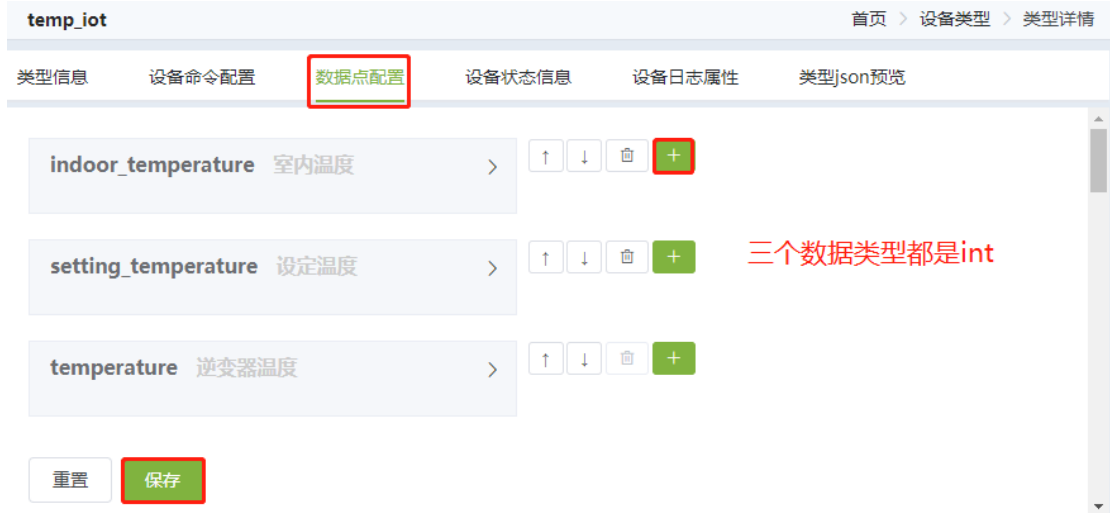 temp_iot 首页 > 设备类型 > 类型详情
类型信息 设备命令配置 数据点配置 设备状态信息 设备日志属性 类型json预览
indoor_temperature 室内温度 > ↑ ↓ +
setting_temperature 设定温度 > ↑ ↓ + 三个数据类型都是int
temperature 逆变器温度 > ↑ ↓ +
重置 保存